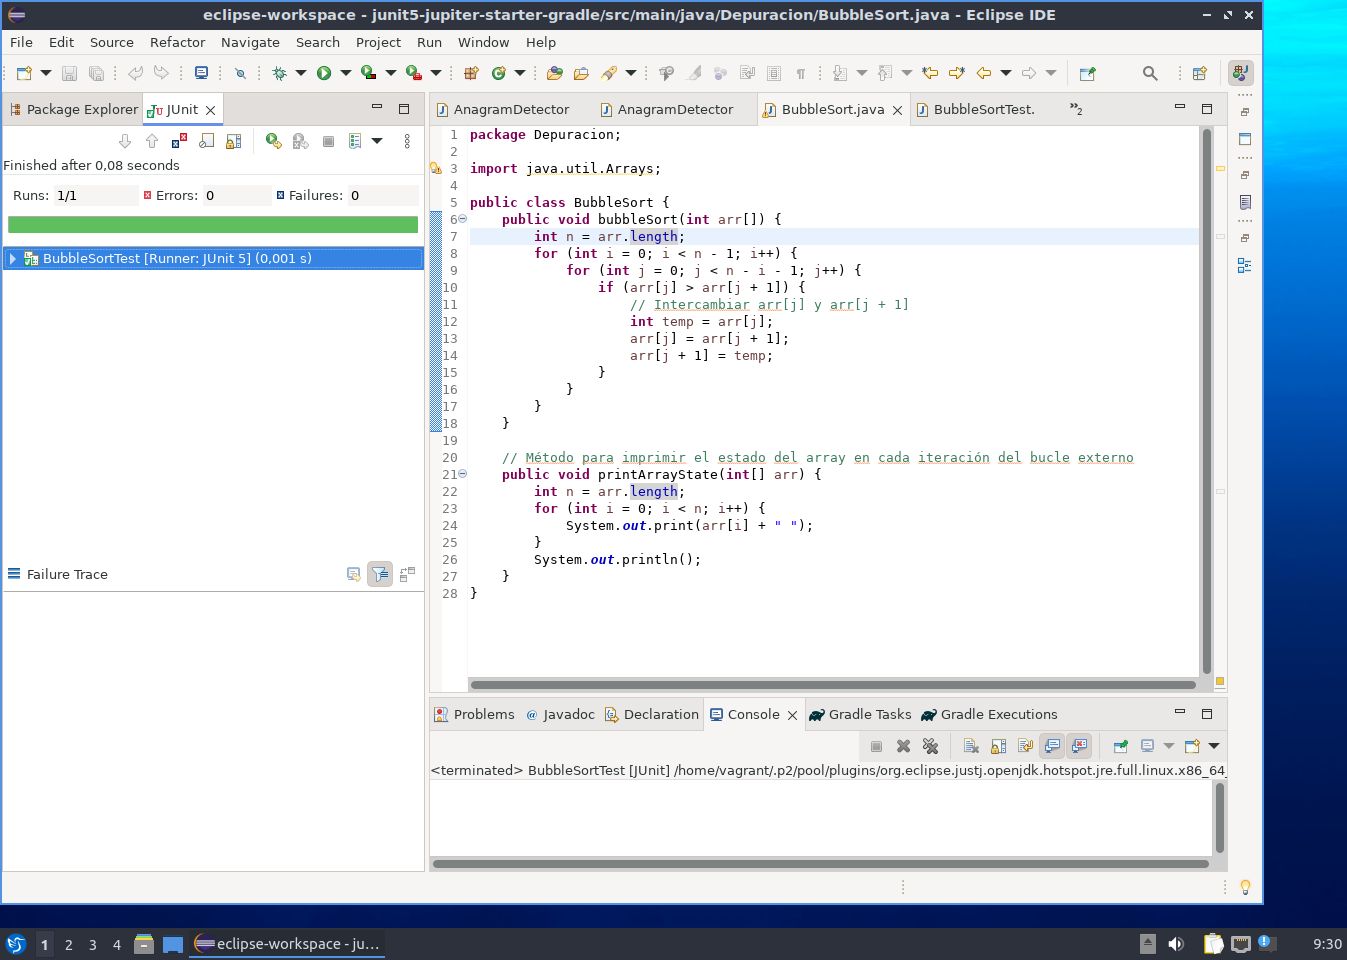 eclipse-workspace - junit5-jupiter-starter-gradle/src/main/java/Depuracion/BubbleSort.java - Eclipse IDE
File Edit Source Refactor Navigate Search Project Run Window Help
Package Explorer JUnit
Finished after 0,08 seconds
Runs: 1/1 Errors: 0 Failures: 0
BubbleSortTest [Runner: JUnit 5] (0,001 s)
Failure Trace
AnagramDetector AnagramDetector BubbleSort.java BubbleSortTest. »2
1 package Depuracion;
2
3 import java.util.Arrays;
4
5 public class BubbleSort {
6 public void bubbleSort(int arr[]) {
7 int n = arr.length;
8 for (int i = 0; i < n - 1; i++) {
9 for (int j = 0; j < n - i - 1; j++) {
10 if (arr[j] > arr[j + 1]) {
11 // Intercambiar arr[j] y arr[j + 1]
12 int temp = arr[j];
13 arr[j] = arr[j + 1];
14 arr[j + 1] = temp;
15 }
16 }
17 }
18 }
19
20 // Método para imprimir el estado del array en cada iteración del bucle externo
21 public void printArrayState(int[] arr) {
22 int n = arr.length;
23 for (int i = 0; i < n; i++) {
24 System.out.print(arr[i] + " ");
25 }
26 System.out.println();
27 }
28 }
Problems Javadoc Declaration Console Gradle Tasks Gradle Executions
<terminated> BubbleSortTest [JUnit] /home/vagrant/.p2/pool/plugins/org.eclipse.justj.openjdk.hotspot.jre.full.linux.x86_64_
1 2 3 4 eclipse-workspace - ju... 9:30